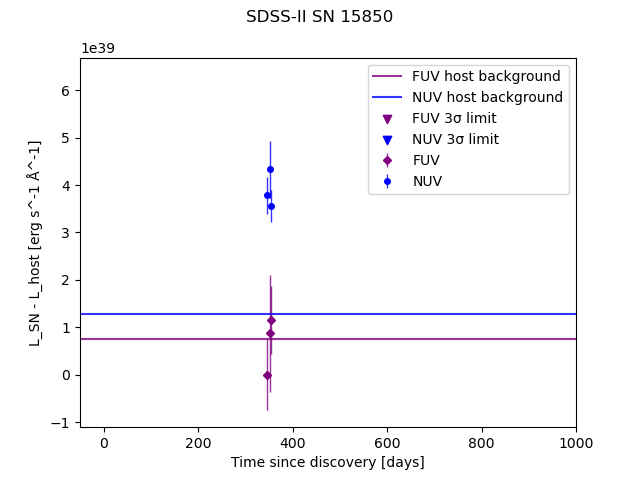 SDSS-II SN 15850
1e39
FUV host background
NUV host background
FUV 3σ limit
NUV 3σ limit
FUV
NUV
L_SN - L_host [erg s^-1 Å^-1]
6
5
4
3
2
1
0
−1
0 200 400 600 800 1000
Time since discovery [days]